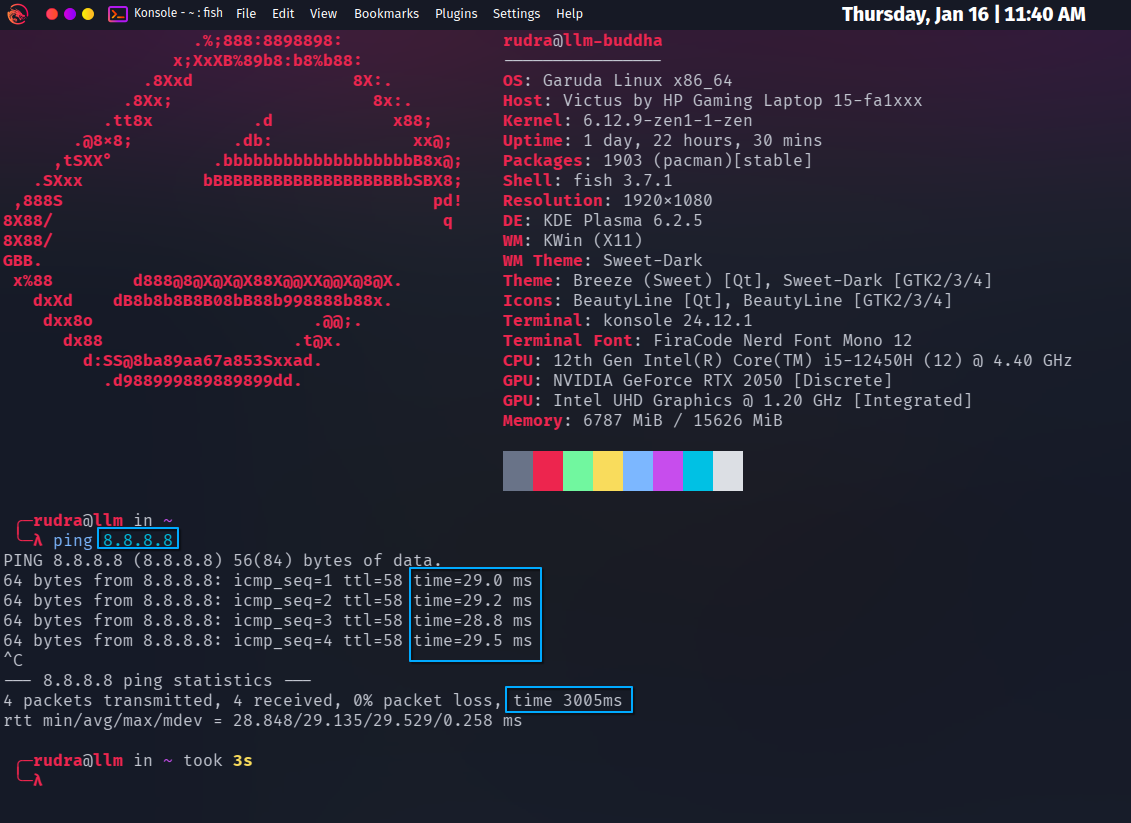 Konsole - ~ : fish File Edit View Bookmarks Plugins Settings Help Thursday, Jan 16 | 11:40 AM
.%;888:8898898:
x;XxXB%89b8:b8%b88:
.8Xxd 8X:.
.8Xx; 8x:.
.tt8x .d x88;
.@8×8; .db: xx@;
,tSXX° .bbbbbbbbbbbbbbbbbbbB8x@;
.SXxx bBBBBBBBBBBBBBBBBBBBbSBX8;
,888S pd!
8X88/ q
8X88/
GBB.
x%88 d888@8@X@X@X88X@@XX@@X@8@X.
dxXd dB8b8b8B8B08bB88b998888b88x.
dxx8o .@@;.
dx88 .t@x.
d:SS@8ba89aa67a853Sxxad.
.d988999889889899dd.
rudra@llm-buddha
OS: Garuda Linux x86_64
Host: Victus by HP Gaming Laptop 15-fa1xxx
Kernel: 6.12.9-zen1-1-zen
Uptime: 1 day, 22 hours, 30 mins
Packages: 1903 (pacman)[stable]
Shell: fish 3.7.1
Resolution: 1920×1080
DE: KDE Plasma 6.2.5
WM: KWin (X11)
WM Theme: Sweet-Dark
Theme: Breeze (Sweet) [Qt], Sweet-Dark [GTK2/3/4]
Icons: BeautyLine [Qt], BeautyLine [GTK2/3/4]
Terminal: konsole 24.12.1
Terminal Font: FiraCode Nerd Font Mono 12
CPU: 12th Gen Intel(R) Core(TM) i5-12450H (12) @ 4.40 GHz
GPU: NVIDIA GeForce RTX 2050 [Discrete]
GPU: Intel UHD Graphics @ 1.20 GHz [Integrated]
Memory: 6787 MiB / 15626 MiB
╭─rudra@llm in ~
╰─λ ping 8.8.8.8
PING 8.8.8.8 (8.8.8.8) 56(84) bytes of data.
64 bytes from 8.8.8.8: icmp_seq=1 ttl=58 time=29.0 ms
64 bytes from 8.8.8.8: icmp_seq=2 ttl=58 time=29.2 ms
64 bytes from 8.8.8.8: icmp_seq=3 ttl=58 time=28.8 ms
64 bytes from 8.8.8.8: icmp_seq=4 ttl=58 time=29.5 ms
^C
--- 8.8.8.8 ping statistics ---
4 packets transmitted, 4 received, 0% packet loss, time 3005ms
rtt min/avg/max/mdev = 28.848/29.135/29.529/0.258 ms
╭─rudra@llm in ~ took 3s
╰─λ